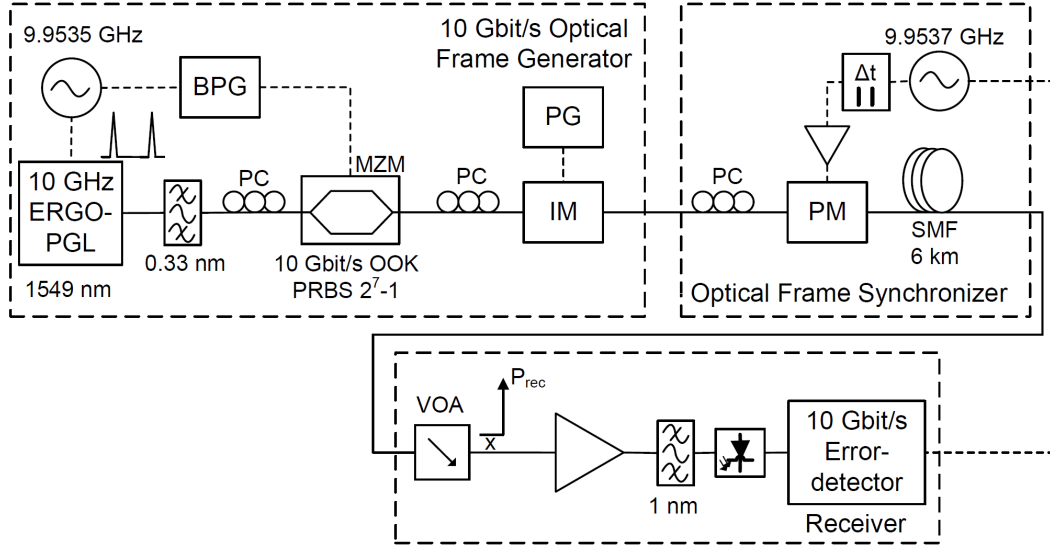 10 Gbit/s Optical
Frame Generator
9.9535 GHz
BPG
PG
10 GHz
ERGO-
PGL
1549 nm
0.33 nm
PC
MZM
10 Gbit/s OOK
PRBS 2⁷-1
PC
IM
9.9537 GHz
Δt
PC
PM
SMF
6 km
Optical Frame Synchronizer
VOA
Prec
x
1 nm
10 Gbit/s
Error-
detector
Receiver